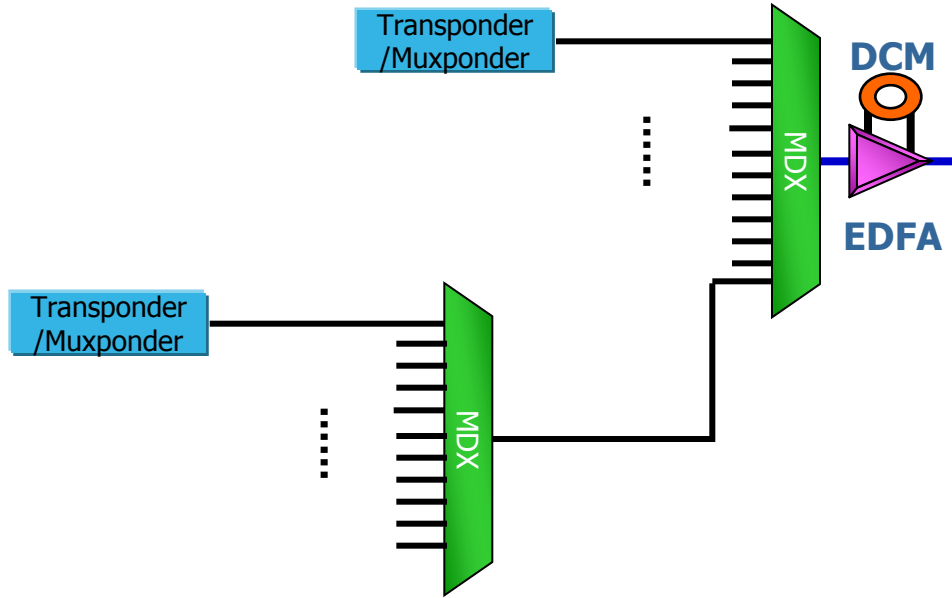 Transponder
/Muxponder
DCM
MDX
EDFA
Transponder
/Muxponder
MDX